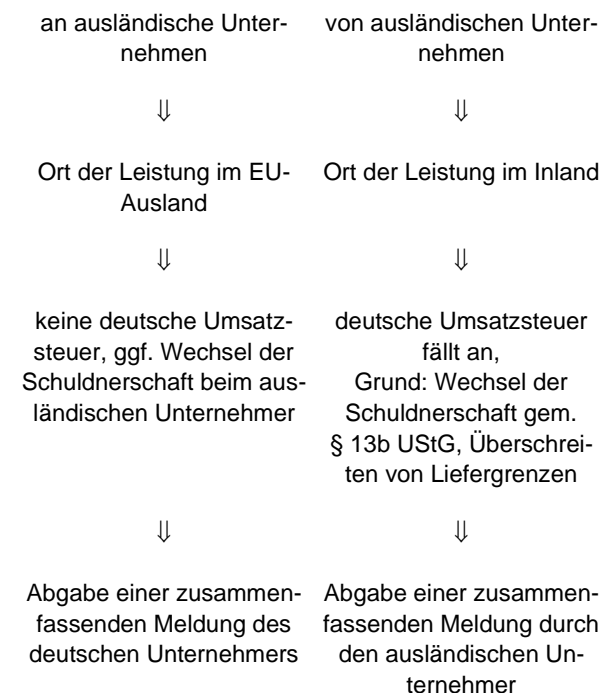 an ausländische Unter-
nehmen
⇓
Ort der Leistung im EU-
Ausland
⇓
keine deutsche Umsatz-
steuer, ggf. Wechsel der
Schuldnerschaft beim aus-
ländischen Unternehmer
⇓
Abgabe einer zusammen-
fassenden Meldung des
deutschen Unternehmers
von ausländischen Unter-
nehmen
⇓
Ort der Leistung im Inland
⇓
deutsche Umsatzsteuer
fällt an,
Grund: Wechsel der
Schuldnerschaft gem.
§ 13b UStG, Überschrei-
ten von Liefergrenzen
⇓
Abgabe einer zusammen-
fassenden Meldung durch
den ausländischen Un-
ternehmer